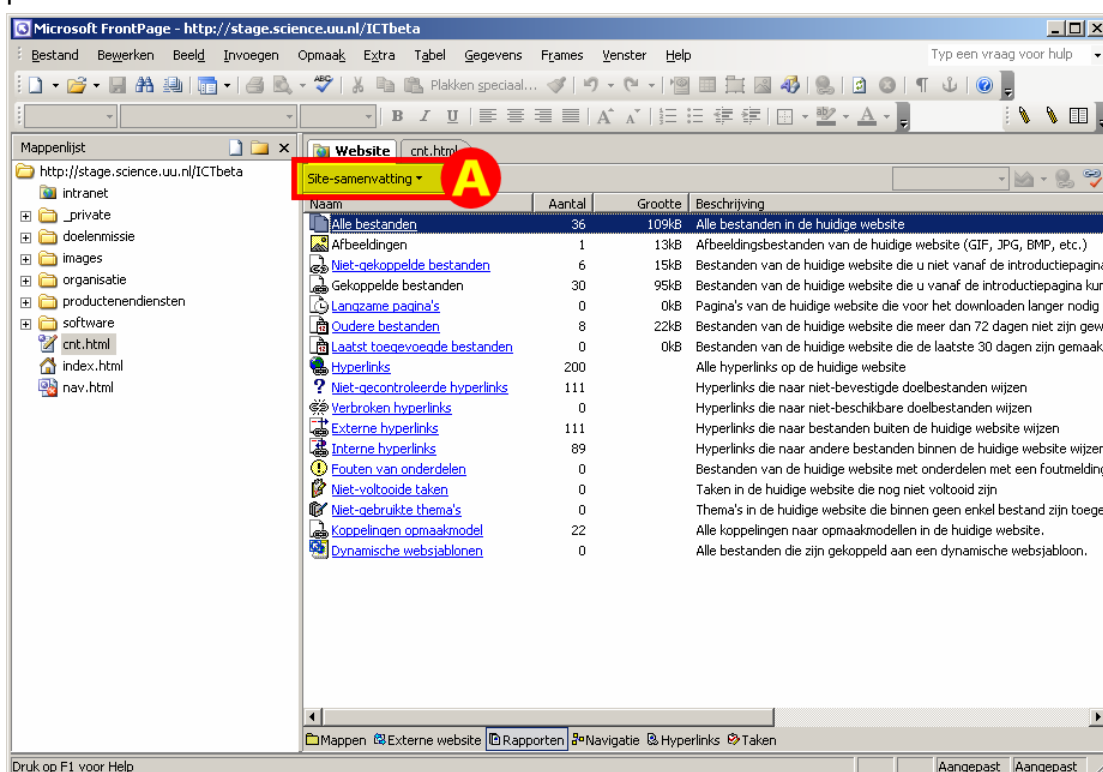 Microsoft FrontPage - http://stage.science.uu.nl/ICTbeta
Bestand Bewerken Beeld Invoegen Opmaak Extra Tabel Gegevens Frames Venster Help Typ een vraag voor hulp
Plakken speciaal...
B I U A A A
Mappenlijst
Website cnt.html
http://stage.science.uu.nl/ICTbeta
Site-samenvatting A
intranet
_private
doelenmissie
images
organisatie
productenendiensten
software
cnt.html
index.html
nav.html
Naam Aantal Grootte Beschrijving
Alle bestanden 36 109kB Alle bestanden in de huidige website
Afbeeldingen 1 13kB Afbeeldingsbestanden van de huidige website (GIF, JPG, BMP, etc.)
Niet-gekoppelde bestanden 6 15kB Bestanden van de huidige website die u niet vanaf de introductiepagina
Gekoppelde bestanden 30 95kB Bestanden van de huidige website die u vanaf de introductiepagina kur
Langzame pagina's 0 0kB Pagina's van de huidige website die voor het downloaden langer nodig
Oudere bestanden 8 22kB Bestanden van de huidige website die meer dan 72 dagen niet zijn gew
Laatst toegevoegde bestanden 0 0kB Bestanden van de huidige website die de laatste 30 dagen zijn gemaak
Hyperlinks 200 Alle hyperlinks op de huidige website
Niet-gecontroleerde hyperlinks 111 Hyperlinks die naar niet-bevestigde doelbestanden wijzen
Verbroken hyperlinks 0 Hyperlinks die naar niet-beschikbare doelbestanden wijzen
Externe hyperlinks 111 Hyperlinks die naar bestanden buiten de huidige website wijzen
Interne hyperlinks 89 Hyperlinks die naar andere bestanden binnen de huidige website wijzer
Fouten van onderdelen 0 Bestanden van de huidige website met onderdelen met een foutmelding
Niet-voltooide taken 0 Taken in de huidige website die nog niet voltooid zijn
Niet-gebruikte thema's 0 Thema's in de huidige website die binnen geen enkel bestand zijn toege
Koppelingen opmaakmodel 22 Alle koppelingen naar opmaakmodellen in de huidige website.
Dynamische websjablonen 0 Alle bestanden die zijn gekoppeld aan een dynamische websjabloon.
Mappen Externe website Rapporten Navigatie Hyperlinks Taken
Druk op F1 voor Help Aangepast Aangepast